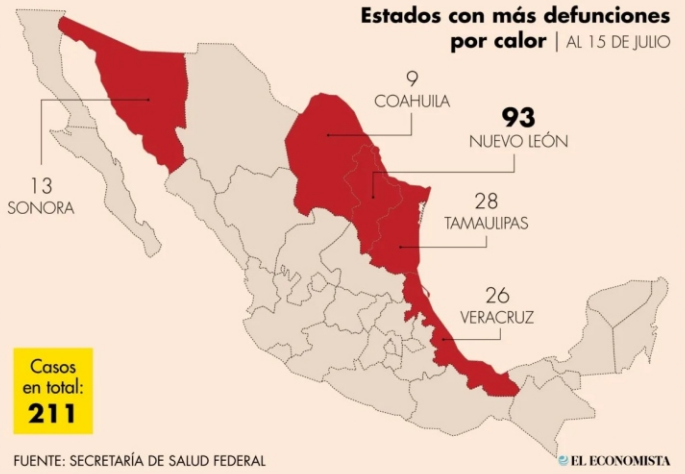 Estados con más defunciones
por calor | AL 15 DE JULIO
9
COAHUILA
93
NUEVO LEÓN
13
SONORA
28
TAMAULIPAS
26
VERACRUZ
Casos
en total:
211
FUENTE: SECRETARÍA DE SALUD FEDERAL
EL ECONOMISTA